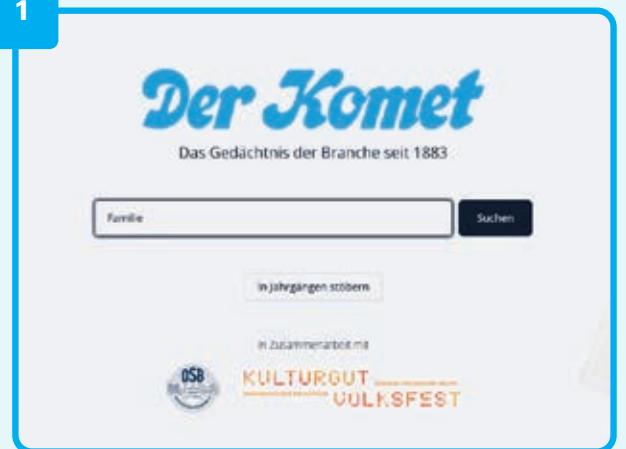 1
Der Komet
Das Gedächtnis der Branche seit 1883
Familie
Suchen
In Jahrgängen stöbern
in Zusammenarbeit mit
DSB
KULTURGUT
VOLKSFEST